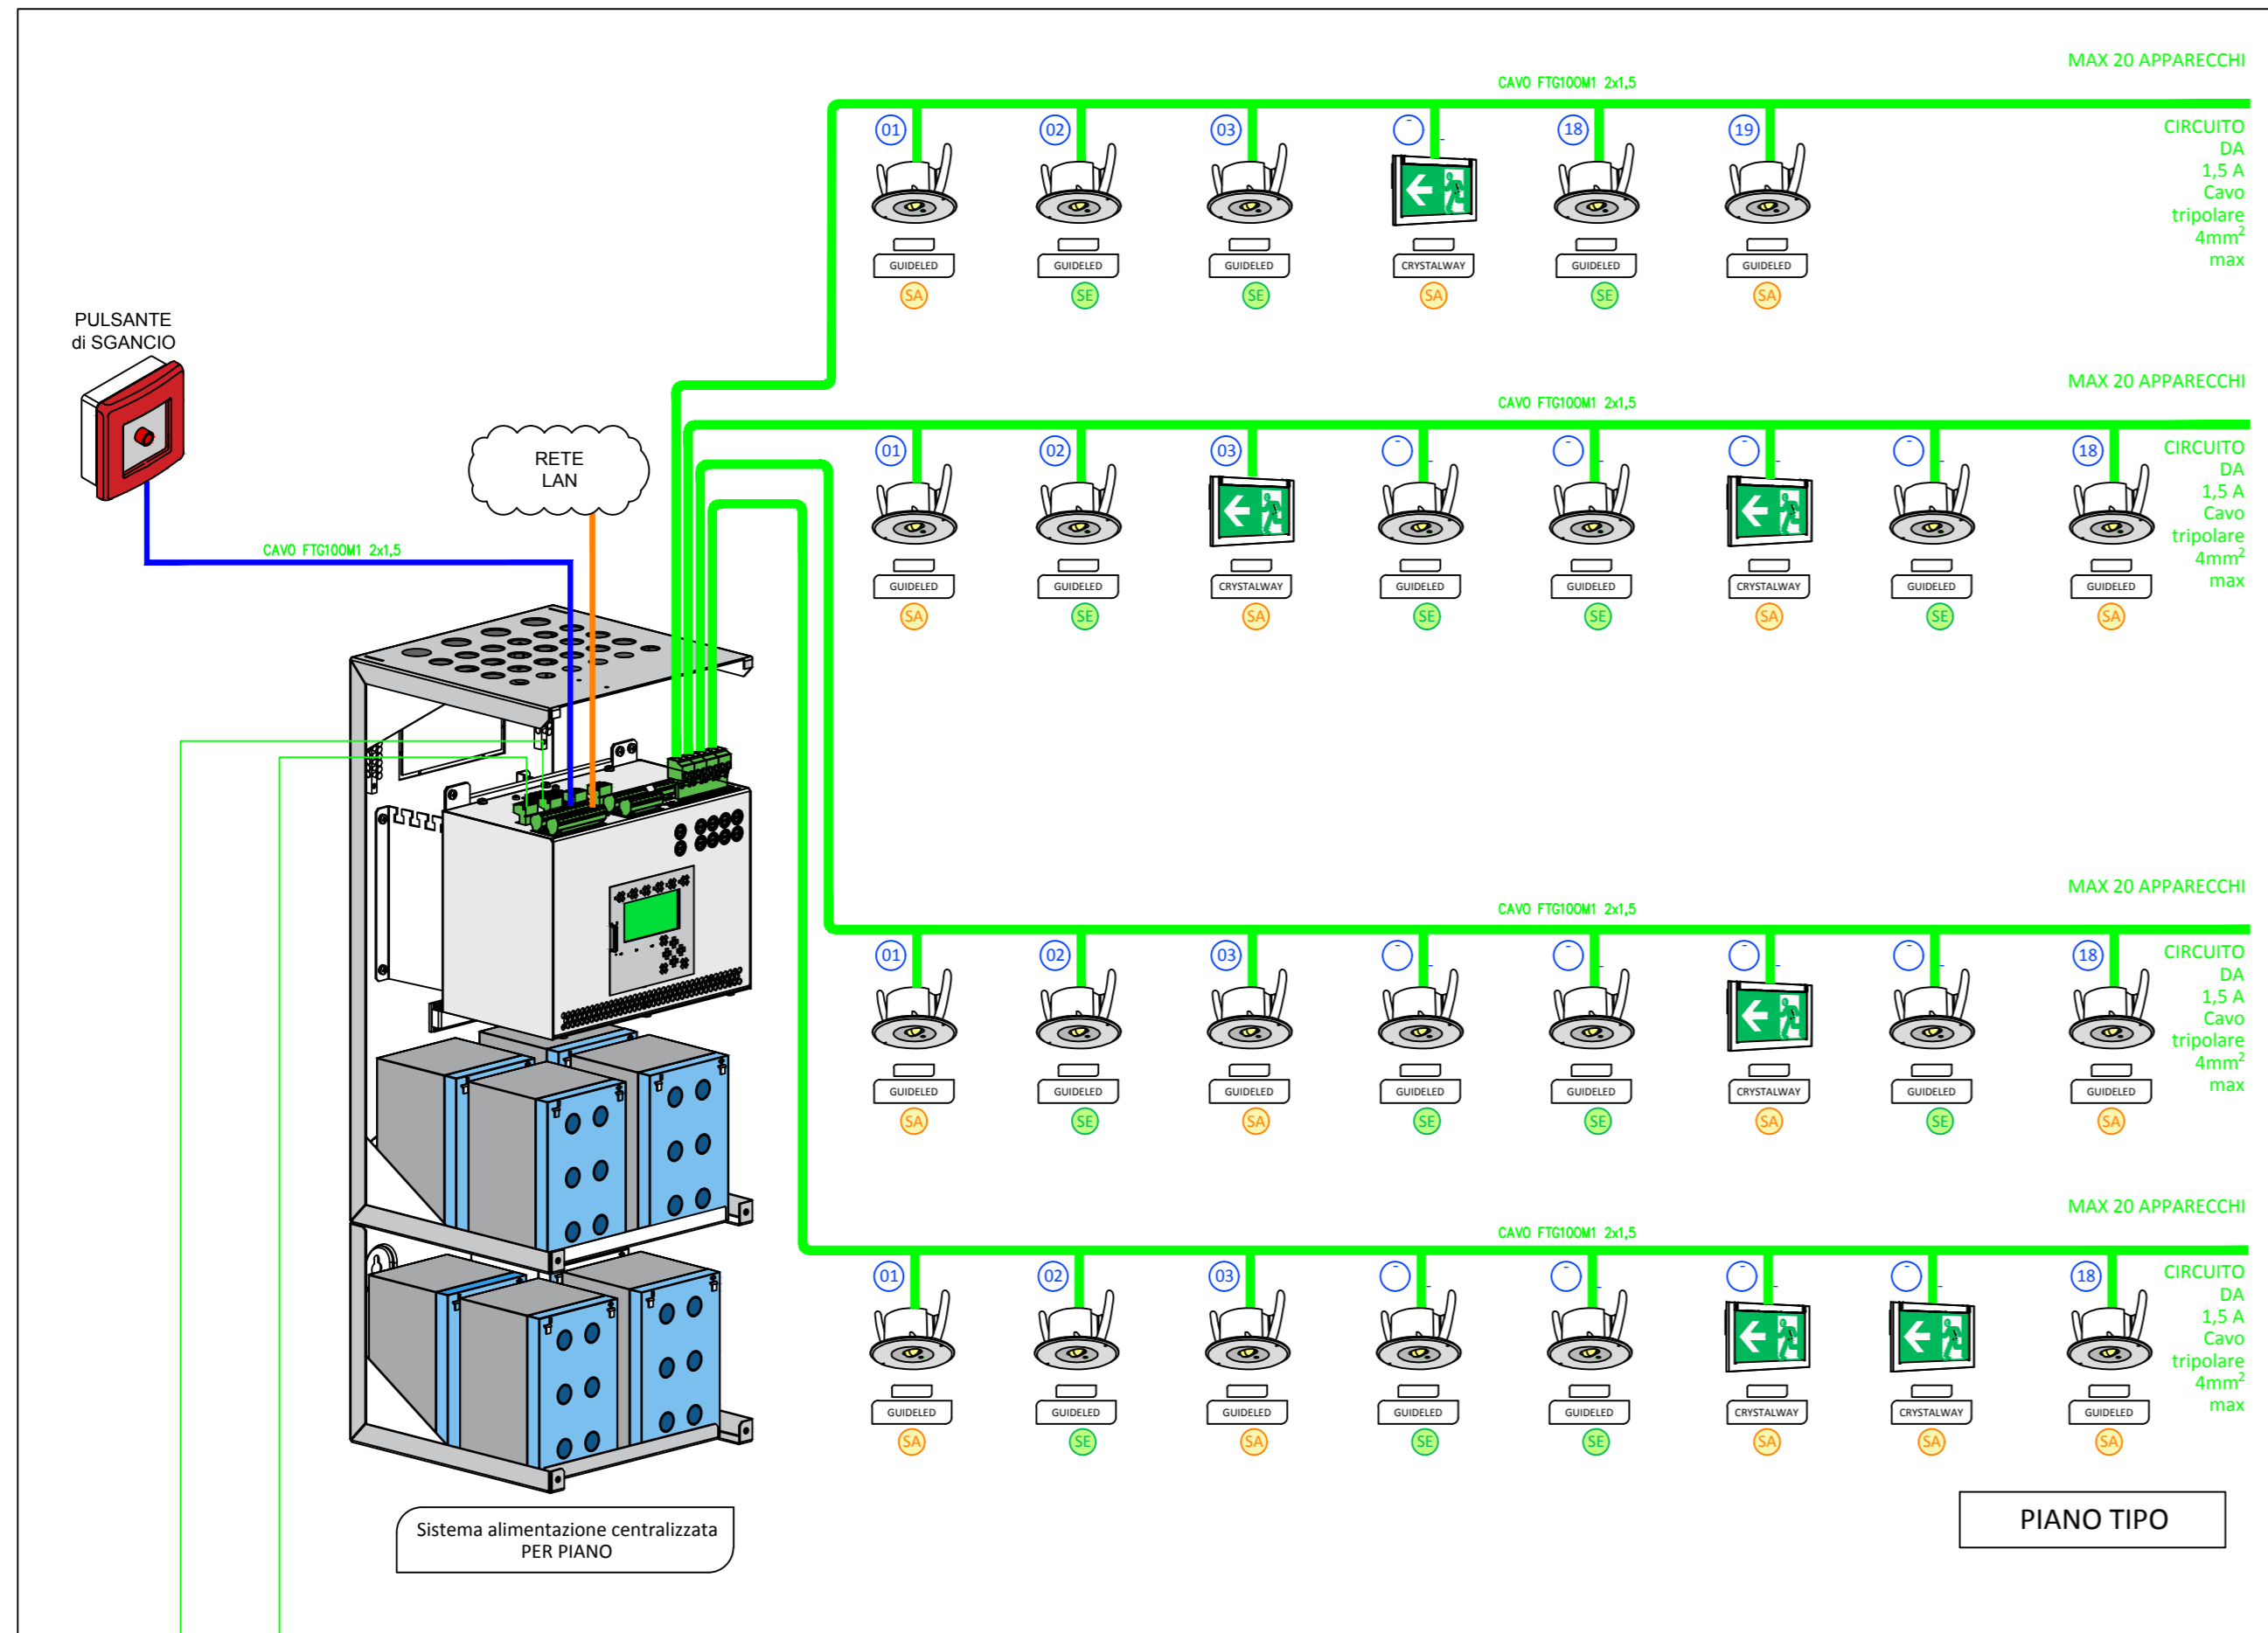 MAX 20 APPARECCHI
CAVO FTG10OM1 2x1,5
01 02 03 - - 18 19
CIRCUITO
DA
1,5 A
Cavo
tripolare
4mm²
max
GUIDELED GUIDELED GUIDELED CRYSTALWAY GUIDELED GUIDELED
SA SE SE SA SE SA
PULSANTE
di SGANCIO
RETE
LAN
CAVO FTG10OM1 2x1,5
MAX 20 APPARECCHI
CAVO FTG10OM1 2x1,5
01 02 03 - - - - - - - - 18
CIRCUITO
DA
1,5 A
Cavo
tripolare
4mm²
max
GUIDELED GUIDELED CRYSTALWAY GUIDELED GUIDELED CRYSTALWAY GUIDELED GUIDELED
SA SE SA SE SE SA SE SA
MAX 20 APPARECCHI
CAVO FTG10OM1 2x1,5
01 02 03 - - - - - - - - 18
CIRCUITO
DA
1,5 A
Cavo
tripolare
4mm²
max
GUIDELED GUIDELED GUIDELED GUIDELED GUIDELED CRYSTALWAY GUIDELED GUIDELED
SA SE SA SE SE SA SE SA
MAX 20 APPARECCHI
CAVO FTG10OM1 2x1,5
01 02 03 - - - - - - - - 18
CIRCUITO
DA
1,5 A
Cavo
tripolare
4mm²
max
GUIDELED GUIDELED GUIDELED GUIDELED GUIDELED CRYSTALWAY CRYSTALWAY GUIDELED
SA SE SA SE SE SA SA SA
Sistema alimentazione centralizzata
PER PIANO
PIANO TIPO